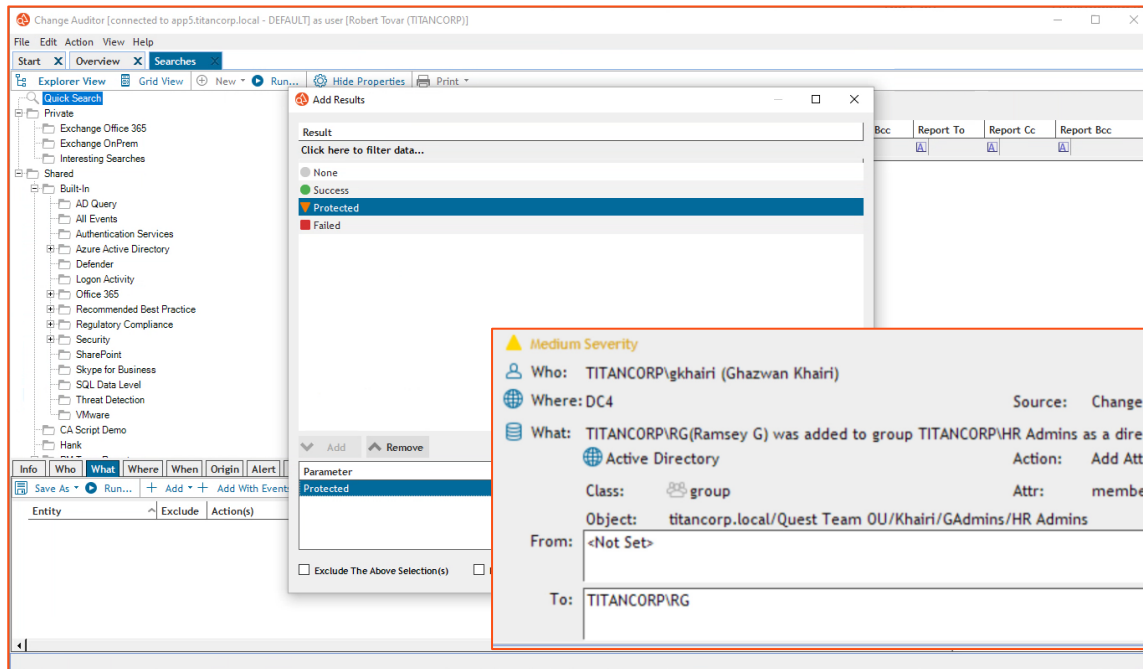 Change Auditor [connected to app5.titancorp.local - DEFAULT] as user [Robert Tovar (TITANCORP)]
File Edit Action View Help
Start X Overview X Searches X
Explorer View Grid View New Run... Hide Properties Print
Quick Search
Private
Exchange Office 365
Exchange OnPrem
Interesting Searches
Shared
Built-In
AD Query
All Events
Authentication Services
Azure Active Directory
Defender
Logon Activity
Office 365
Recommended Best Practice
Regulatory Compliance
Security
SharePoint
Skype for Business
SQL Data Level
Threat Detection
VMware
CA Script Demo
Hank
Add Results
Result
Click here to filter data...
None
Success
Protected
Failed
Add Remove
Parameter
Protected
Exclude The Above Selection(s)
Bcc Report To Report Cc Report Bcc
A A A
Info Who What Where When Origin Alert
Save As Run... Add Add With Event
Entity Exclude Action(s)
Medium Severity
Who: TITANCORP\gkhairi (Ghazwan Khairi)
Where: DC4 Source: Change
What: TITANCORP\RG(Ramsey G) was added to group TITANCORP\HR Admins as a dire
Active Directory Action: Add Att
Class: group Attr: membe
Object: titancorp.local/Quest Team OU/Khairi/GAdmins/HR Admins
From: <Not Set>
To: TITANCORP\RG